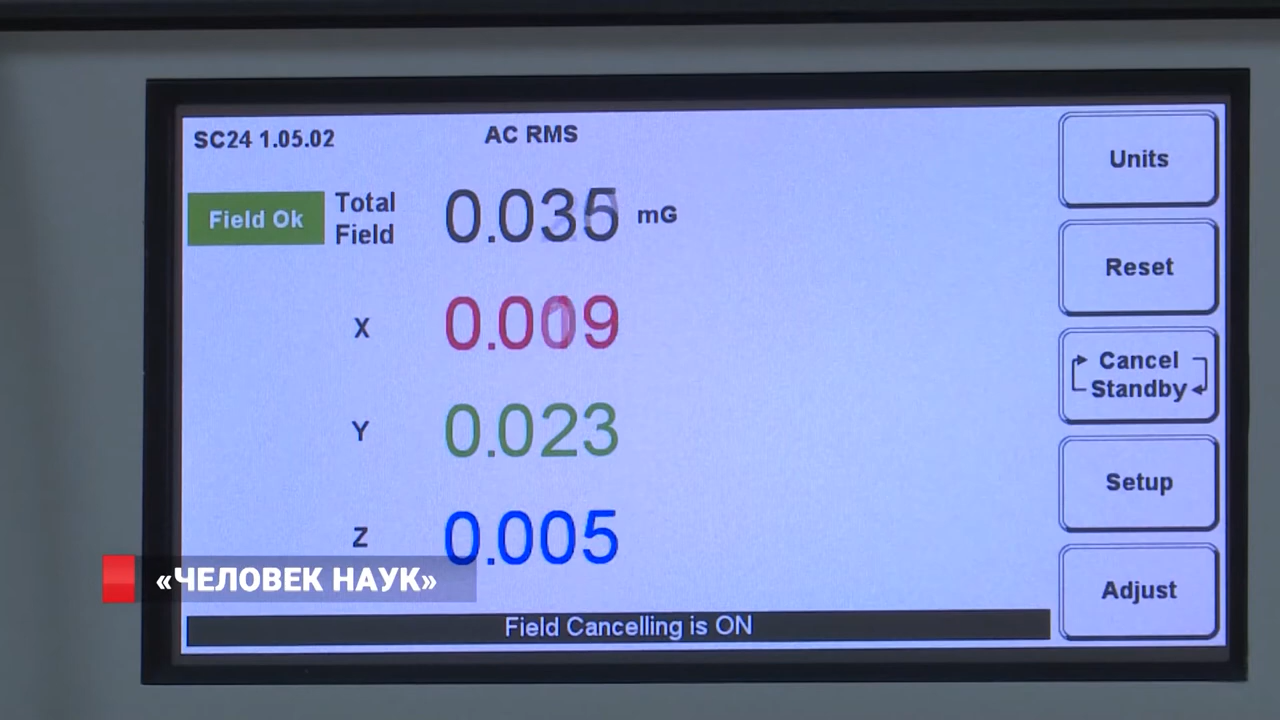 SC24 1.05.02
AC RMS
Field Ok
Total
Field
0.035 mG
X
0.009
Y
0.023
Z
0.005
Field Cancelling is ON
Units
Reset
Cancel
Standby
Setup
Adjust
«ЧЕЛОВЕК НАУК»